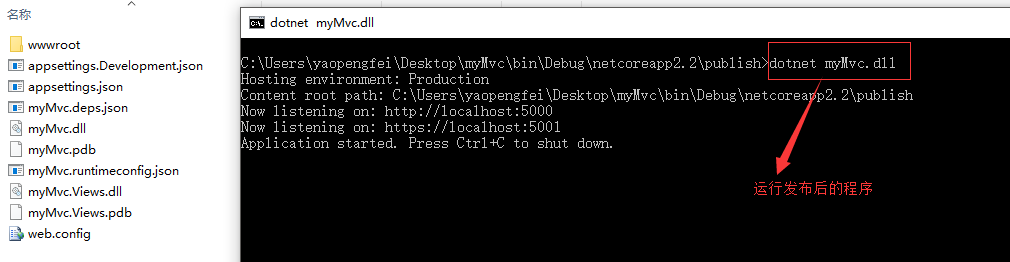 名称
wwwroot
appsettings.Development.json
appsettings.json
myMvc.deps.json
myMvc.dll
myMvc.pdb
myMvc.runtimeconfig.json
myMvc.Views.dll
myMvc.Views.pdb
web.config
C:\. dotnet myMvc.dll
C:\Users\yaopengfei\Desktop\myMvc\bin\Debug\netcoreapp2.2\publish>dotnet myMvc.dll
Hosting environment: Production
Content root path: C:\Users\yaopengfei\Desktop\myMvc\bin\Debug\netcoreapp2.2\publish
Now listening on: http://localhost:5000
Now listening on: https://localhost:5001
Application started. Press Ctrl+C to shut down.
运行发布后的程序